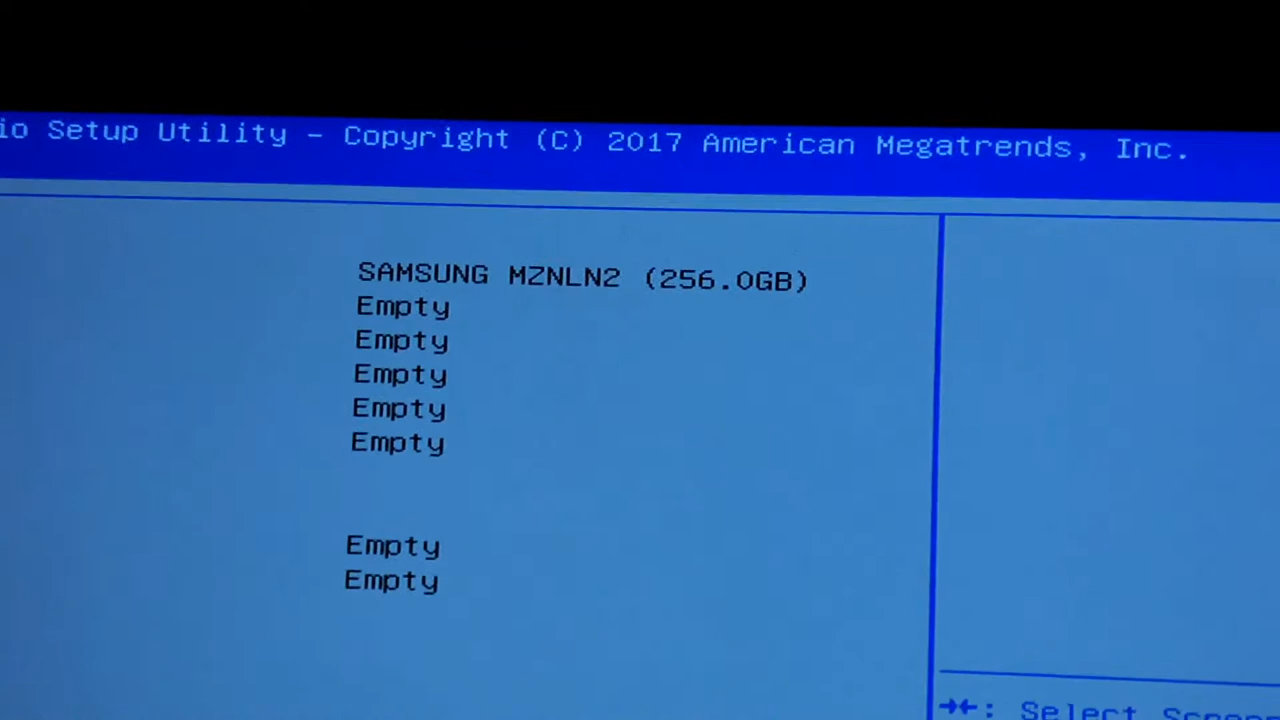 io Setup Utility - Copyright (C) 2017 American Megatrends, Inc.
SAMSUNG MZNLN2 (256.0GB)
Empty
Empty
Empty
Empty
Empty
Empty
Empty
→←: Select Screen